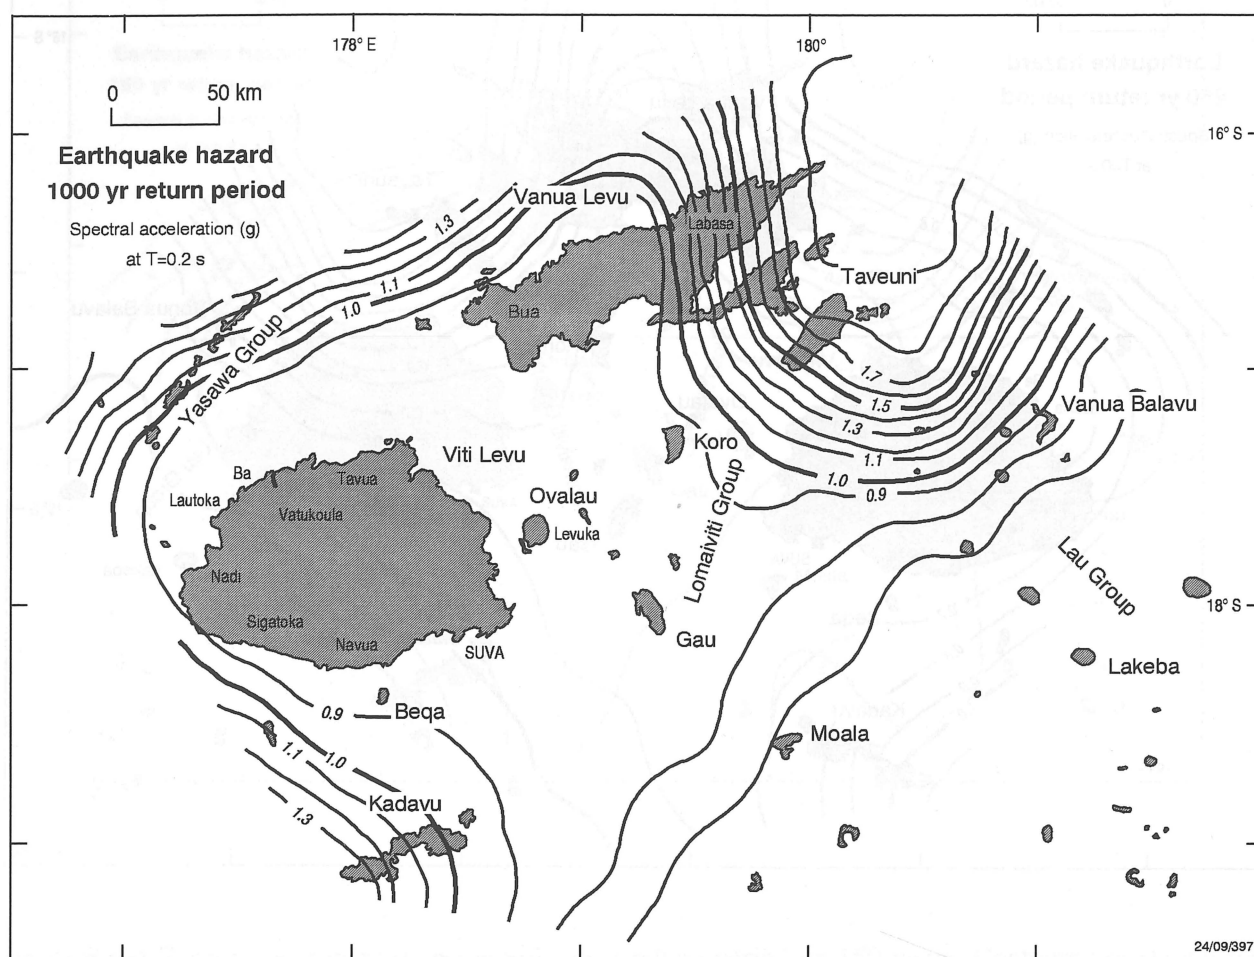 178° E
180°
0 50 km
16° S
Earthquake hazard
1000 yr return period
Spectral acceleration (g)
at T=0.2 s
Vanua Levu
1.3
Labasa
1.1
1.0
Taveuni
Bua
Yasawa Group
1.7
1.5
Vanua Balavu
1.3
Koro
Viti Levu
1.1
Ba
Tavua
1.0
0.9
Lautoka
Ovalau
Vatukoula
Levuka
Lomaiviti Group
Lau Group
Nadi
18° S
Sigatoka
Navua
SUVA
Gau
Lakeba
0.9
Beqa
Moala
1.1
1.0
Kadavu
1.3
24/09/397